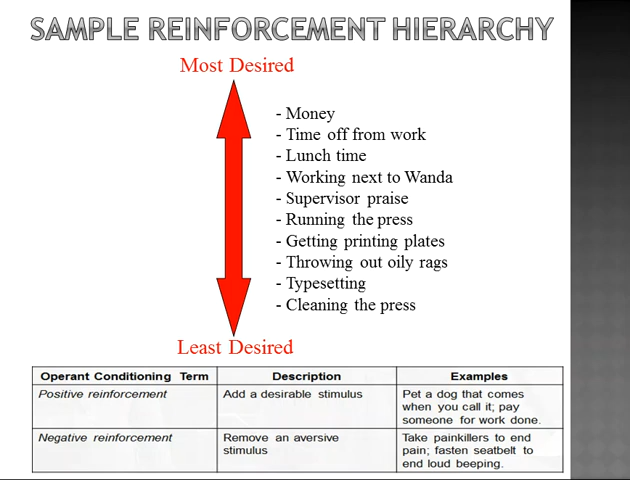 SAMPLE REINFORCEMENT HIERARCHY
Most Desired
- Money
- Time off from work
- Lunch time
- Working next to Wanda
- Supervisor praise
- Running the press
- Getting printing plates
- Throwing out oily rags
- Typesetting
- Cleaning the press
Least Desired
Operant Conditioning Term Description Examples
Positive reinforcement Add a desirable stimulus Pet a dog that comes
when you call it; pay
someone for work done.
Negative reinforcement Remove an aversive Take painkillers to end
stimulus pain; fasten seatbelt to
end loud beeping.